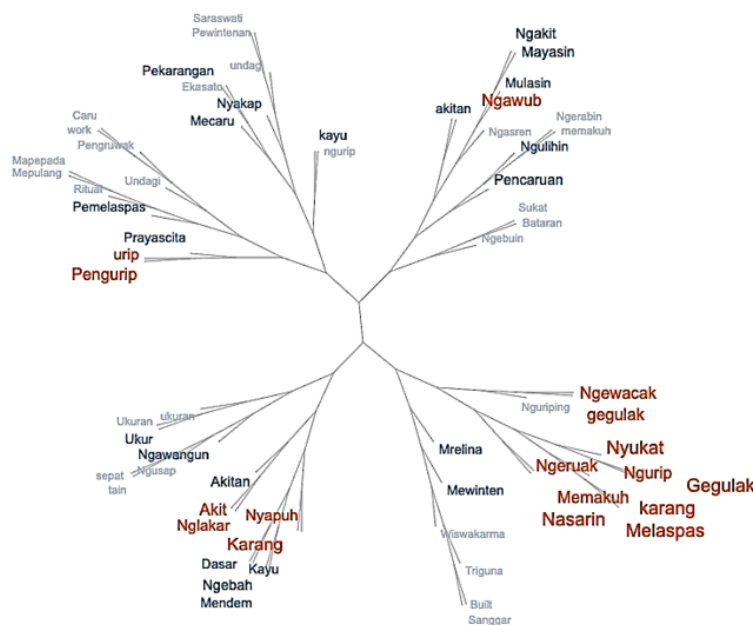 Saraswati
Pewintenan
undagi
Pekarangan
Ekasato
Nyakap
Mecaru
kayu
ngurip
Caru
work
Pengruwak
Mapepada
Mepulang
Undagi
Ritual
Pemelaspas
Prayascita
urip
Pengurip
Ngakit
Mayasin
Mulasin
Ngawub
akitan
Ngerabin
memakuh
Ngasren
Ngulihin
Pencaruan
Sukat
Bataran
Ngebuin
ukuran
Ukuran
Ukur
Ngawangun
Ngusap
sepat
tain
Akitan
Akit
Nyapuh
Nglakar
Karang
Dasar
Kayu
Ngebah
Mendem
Ngewacak
Nguriping
gegulak
Nyukat
Mrelina
Ngeruak
Ngurip
Gegulak
Mewinten
Memakuh
karang
Nasarin
Melaspas
Wiswakarma
Triguna
Built
Sanggar